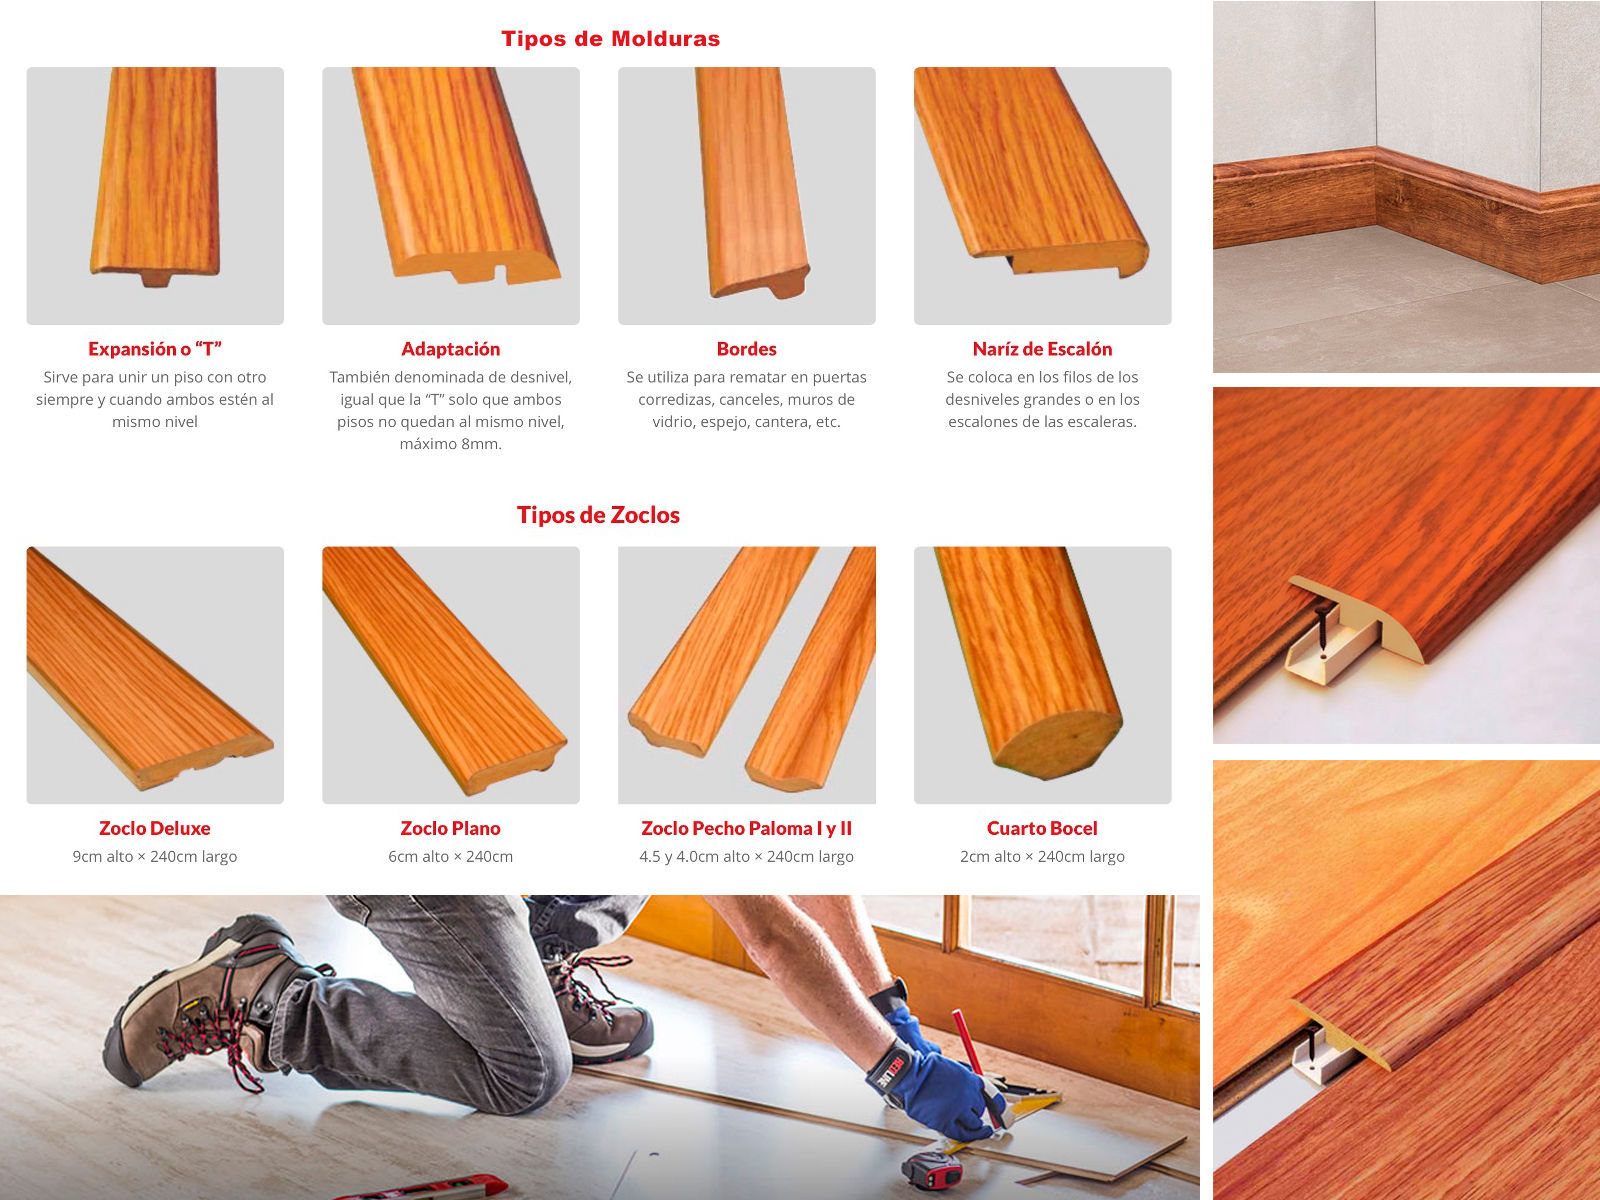 Tipos de Molduras
Expansión o “T”
Sirve para unir un piso con otro
siempre y cuando ambos estén al
mismo nivel
Adaptación
También denominada de desnivel,
igual que la “T” solo que ambos
pisos no quedan al mismo nivel,
máximo 8mm.
Bordes
Se utiliza para rematar en puertas
corredizas, canceles, muros de
vidrio, espejo, cantera, etc.
Naríz de Escalón
Se coloca en los filos de los
desniveles grandes o en los
escalones de las escaleras.
Tipos de Zoclos
Zoclo Deluxe
9cm alto × 240cm largo
Zoclo Plano
6cm alto × 240cm
Zoclo Pecho Paloma I y II
4.5 y 4.0cm alto × 240cm largo
Cuarto Bocel
2cm alto × 240cm largo
RED LINE